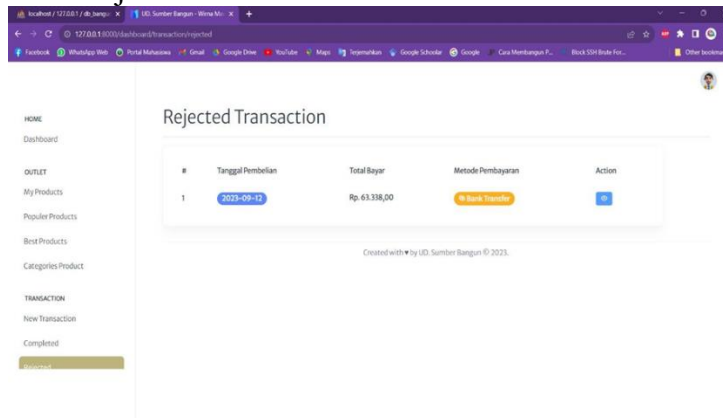 localhost / 127.0.0.1 / db_bangu
UD. Sumber Bangun - Wirna Mu
127.0.0.1:8000/dashboard/transaction/rejected
Facebook WhatsApp Web Portal Mahasiswa Gmail Google Drive YouTube Maps Terjemahkan Google Schoolar Google Cara Membangun P... Block SSH Brute For... Other bookma
HOME
Dashboard
OUTLET
My Products
Populer Products
Best Products
Categories Product
TRANSACTION
New Transaction
Completed
Rejected
Rejected Transaction
# Tanggal Pembelian Total Bayar Metode Pembayaran Action
1 2023-09-12 Rp. 63.338,00 Bank Transfer
Created with ♥ by UD. Sumber Bangun © 2023.